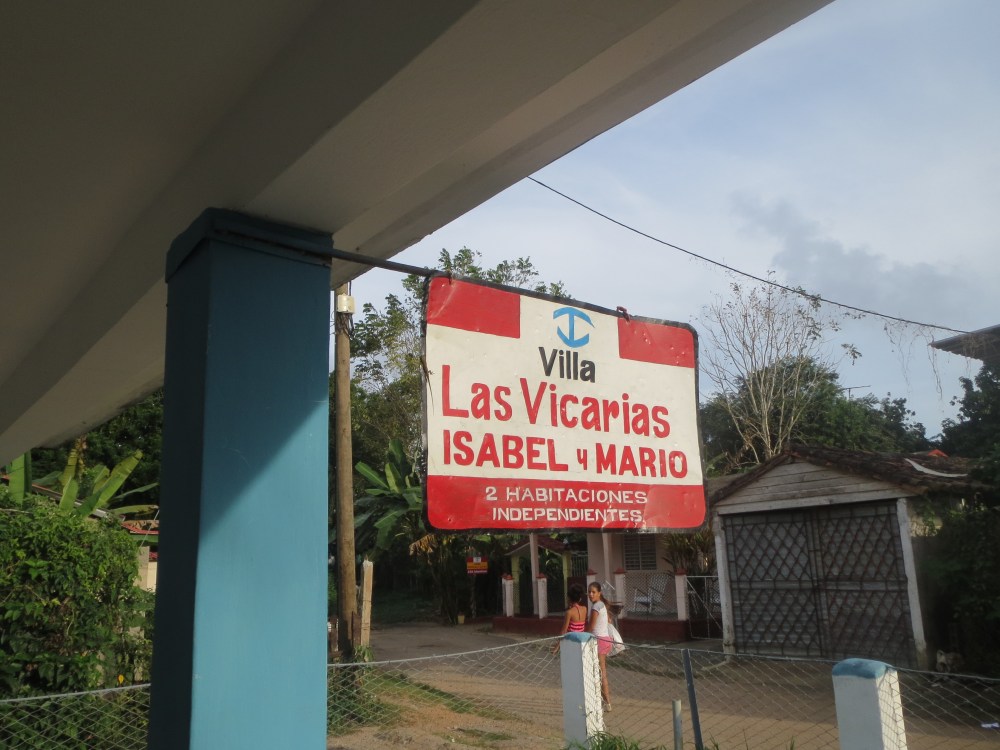 Villa
Las Vicarias
ISABEL y MARIO
2 HABITACIONES
INDEPENDIENTES